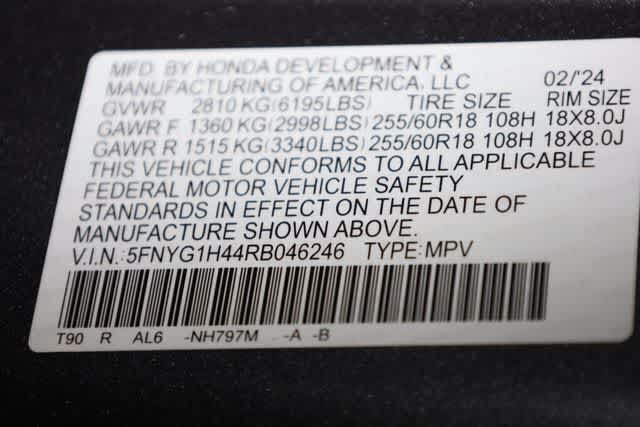 MFD. BY HONDA DEVELOPMENT &
MANUFACTURING OF AMERICA, LLC 02/'24
GVWR 2810 KG(6195LBS) TIRE SIZE RIM SIZE
GAWR F 1360 KG(2998LBS) 255/60R18 108H 18X8.0J
GAWR R 1515 KG(3340LBS) 255/60R18 108H 18X8.0J
THIS VEHICLE CONFORMS TO ALL APPLICABLE
FEDERAL MOTOR VEHICLE SAFETY
STANDARDS IN EFFECT ON THE DATE OF
MANUFACTURE SHOWN ABOVE.
V.I.N.:5FNYG1H44RB046246 TYPE:MPV
T90 R AL6 -NH797M -A -B